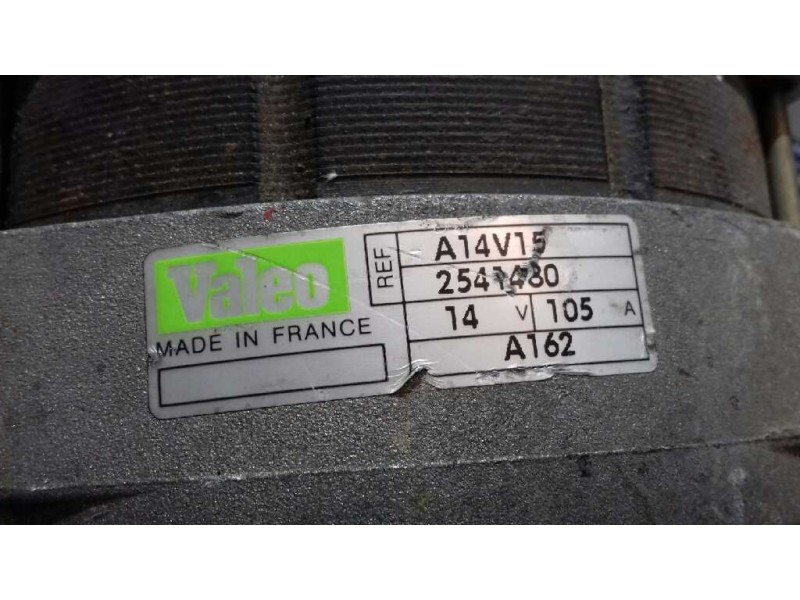 Valeo
MADE IN FRANCE
REF
A14V15
2541480
14 V 105 A
A162